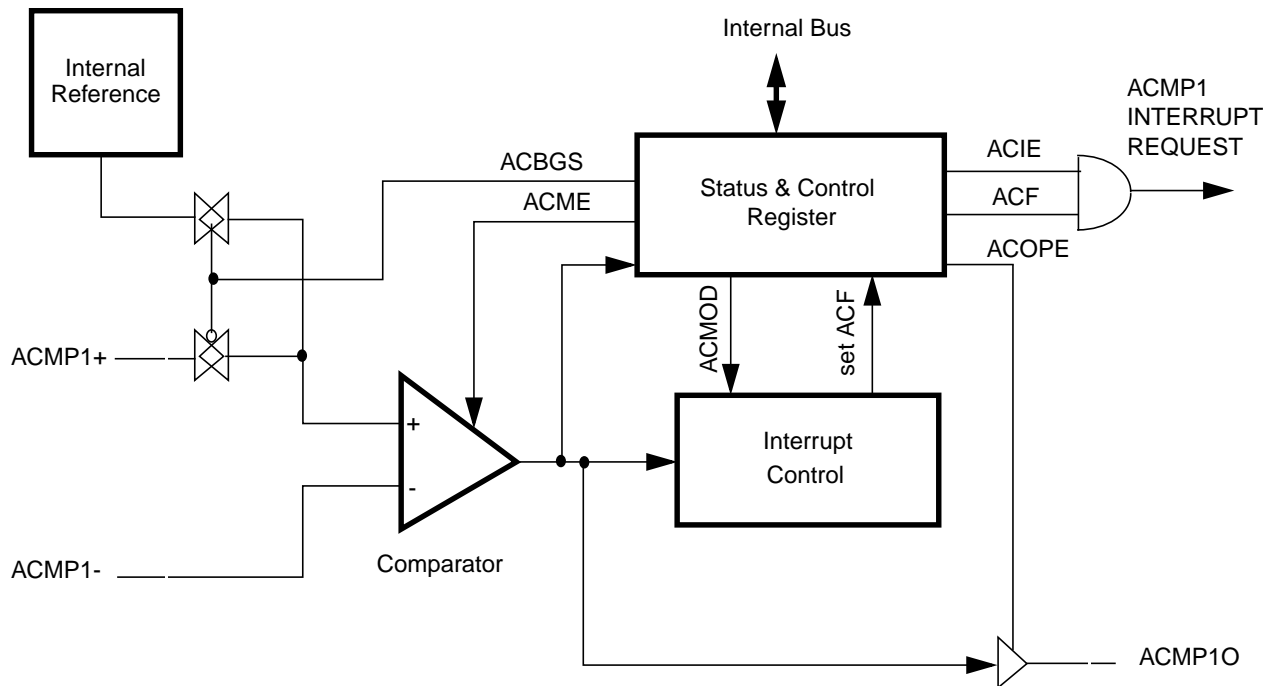 Internal Bus
Internal
Reference
ACMP1
INTERRUPT
REQUEST
ACBGS
ACME
Status & Control
Register
ACIE
ACF
ACOPE
ACMOD
set ACF
ACMP1+
+
-
Interrupt
Control
Comparator
ACMP1-
ACMP1O